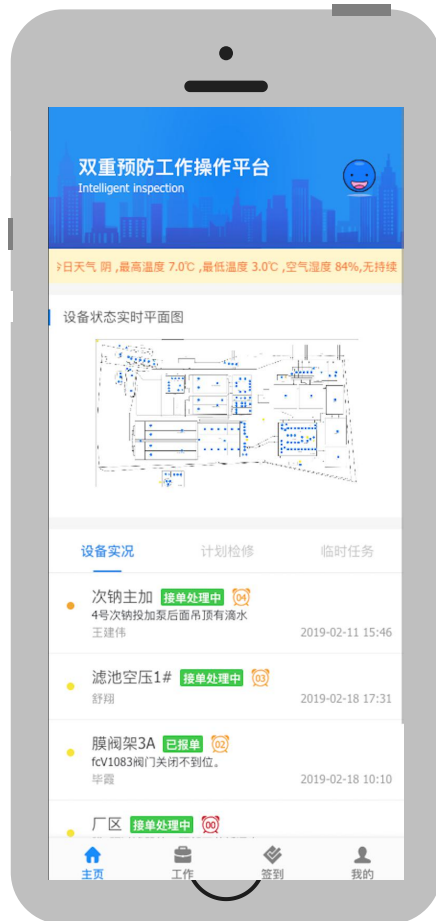 双重预防工作操作平台
Intelligent inspection
今日天气 阴 ,最高温度 7.0℃ ,最低温度 3.0℃ ,空气湿度 84%,无持续
设备状态实时平面图
设备实况 计划检修 临时任务
次钠主加 接单处理中 04
4号次钠投加泵后面吊顶有滴水
王建伟 2019-02-11 15:46
滤池空压1# 接单处理中 03
舒翔 2019-02-18 17:31
膜阀架3A 已报单 02
fcV1083阀门关闭不到位。
毕霞 2019-02-18 10:10
厂区 接单处理中 00
主页 工作 签到 我的